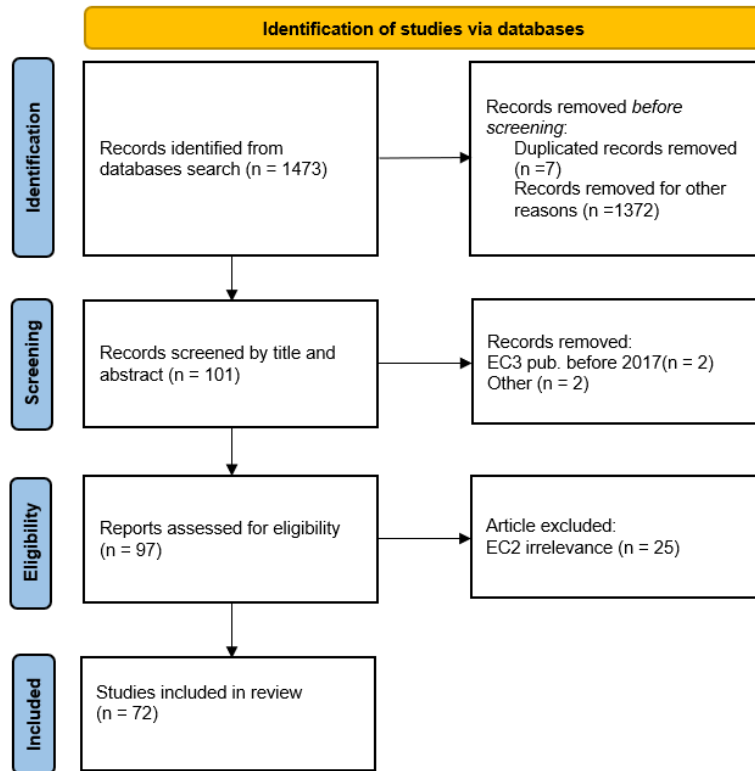 Identification of studies via databases
Identification
Records identified from
databases search (n = 1473)
Records removed before
screening:
Duplicated records removed
(n =7)
Records removed for other
reasons (n =1372)
Screening
Records screened by title and
abstract (n = 101)
Records removed:
EC3 pub. before 2017(n = 2)
Other (n = 2)
Eligibility
Reports assessed for eligibility
(n = 97)
Article excluded:
EC2 irrelevance (n = 25)
Included
Studies included in review
(n = 72)